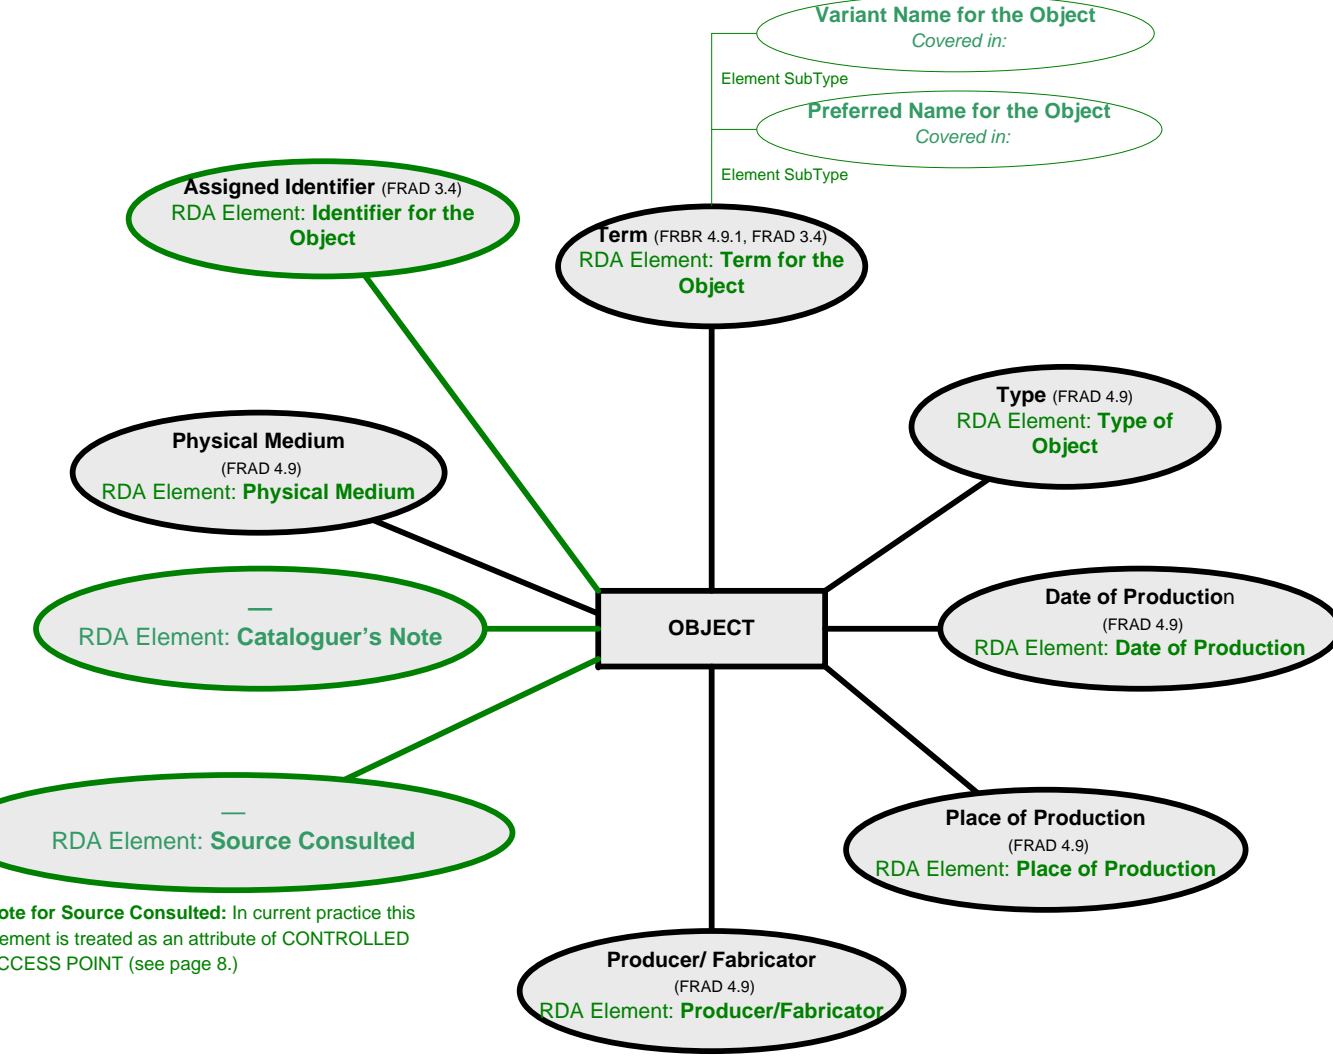 Variant Name for the Object
Covered in:
Element SubType
Preferred Name for the Object
Covered in:
Element SubType
Assigned Identifier (FRAD 3.4)
RDA Element: Identifier for the
Object
Term (FRBR 4.9.1, FRAD 3.4)
RDA Element: Term for the
Object
Type (FRAD 4.9)
RDA Element: Type of
Object
Physical Medium
(FRAD 4.9)
RDA Element: Physical Medium
—
RDA Element: Cataloguer’s Note
OBJECT
Date of Production
(FRAD 4.9)
RDA Element: Date of Production
—
RDA Element: Source Consulted
Place of Production
(FRAD 4.9)
RDA Element: Place of Production
ote for Source Consulted: In current practice this
ement is treated as an attribute of CONTROLLED
CCESS POINT (see page 8.)
Producer/ Fabricator
(FRAD 4.9)
RDA Element: Producer/Fabricator